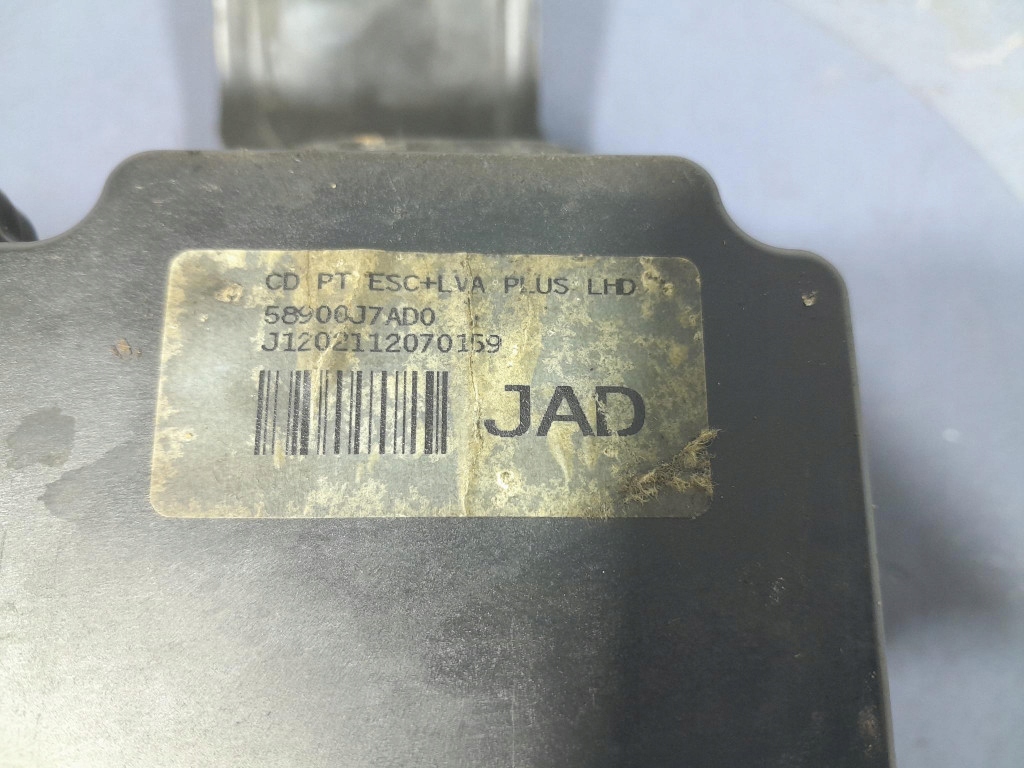 CD PT ESC+LVA PLUS LHD
58900J7AD0
J1202112070159
JAD